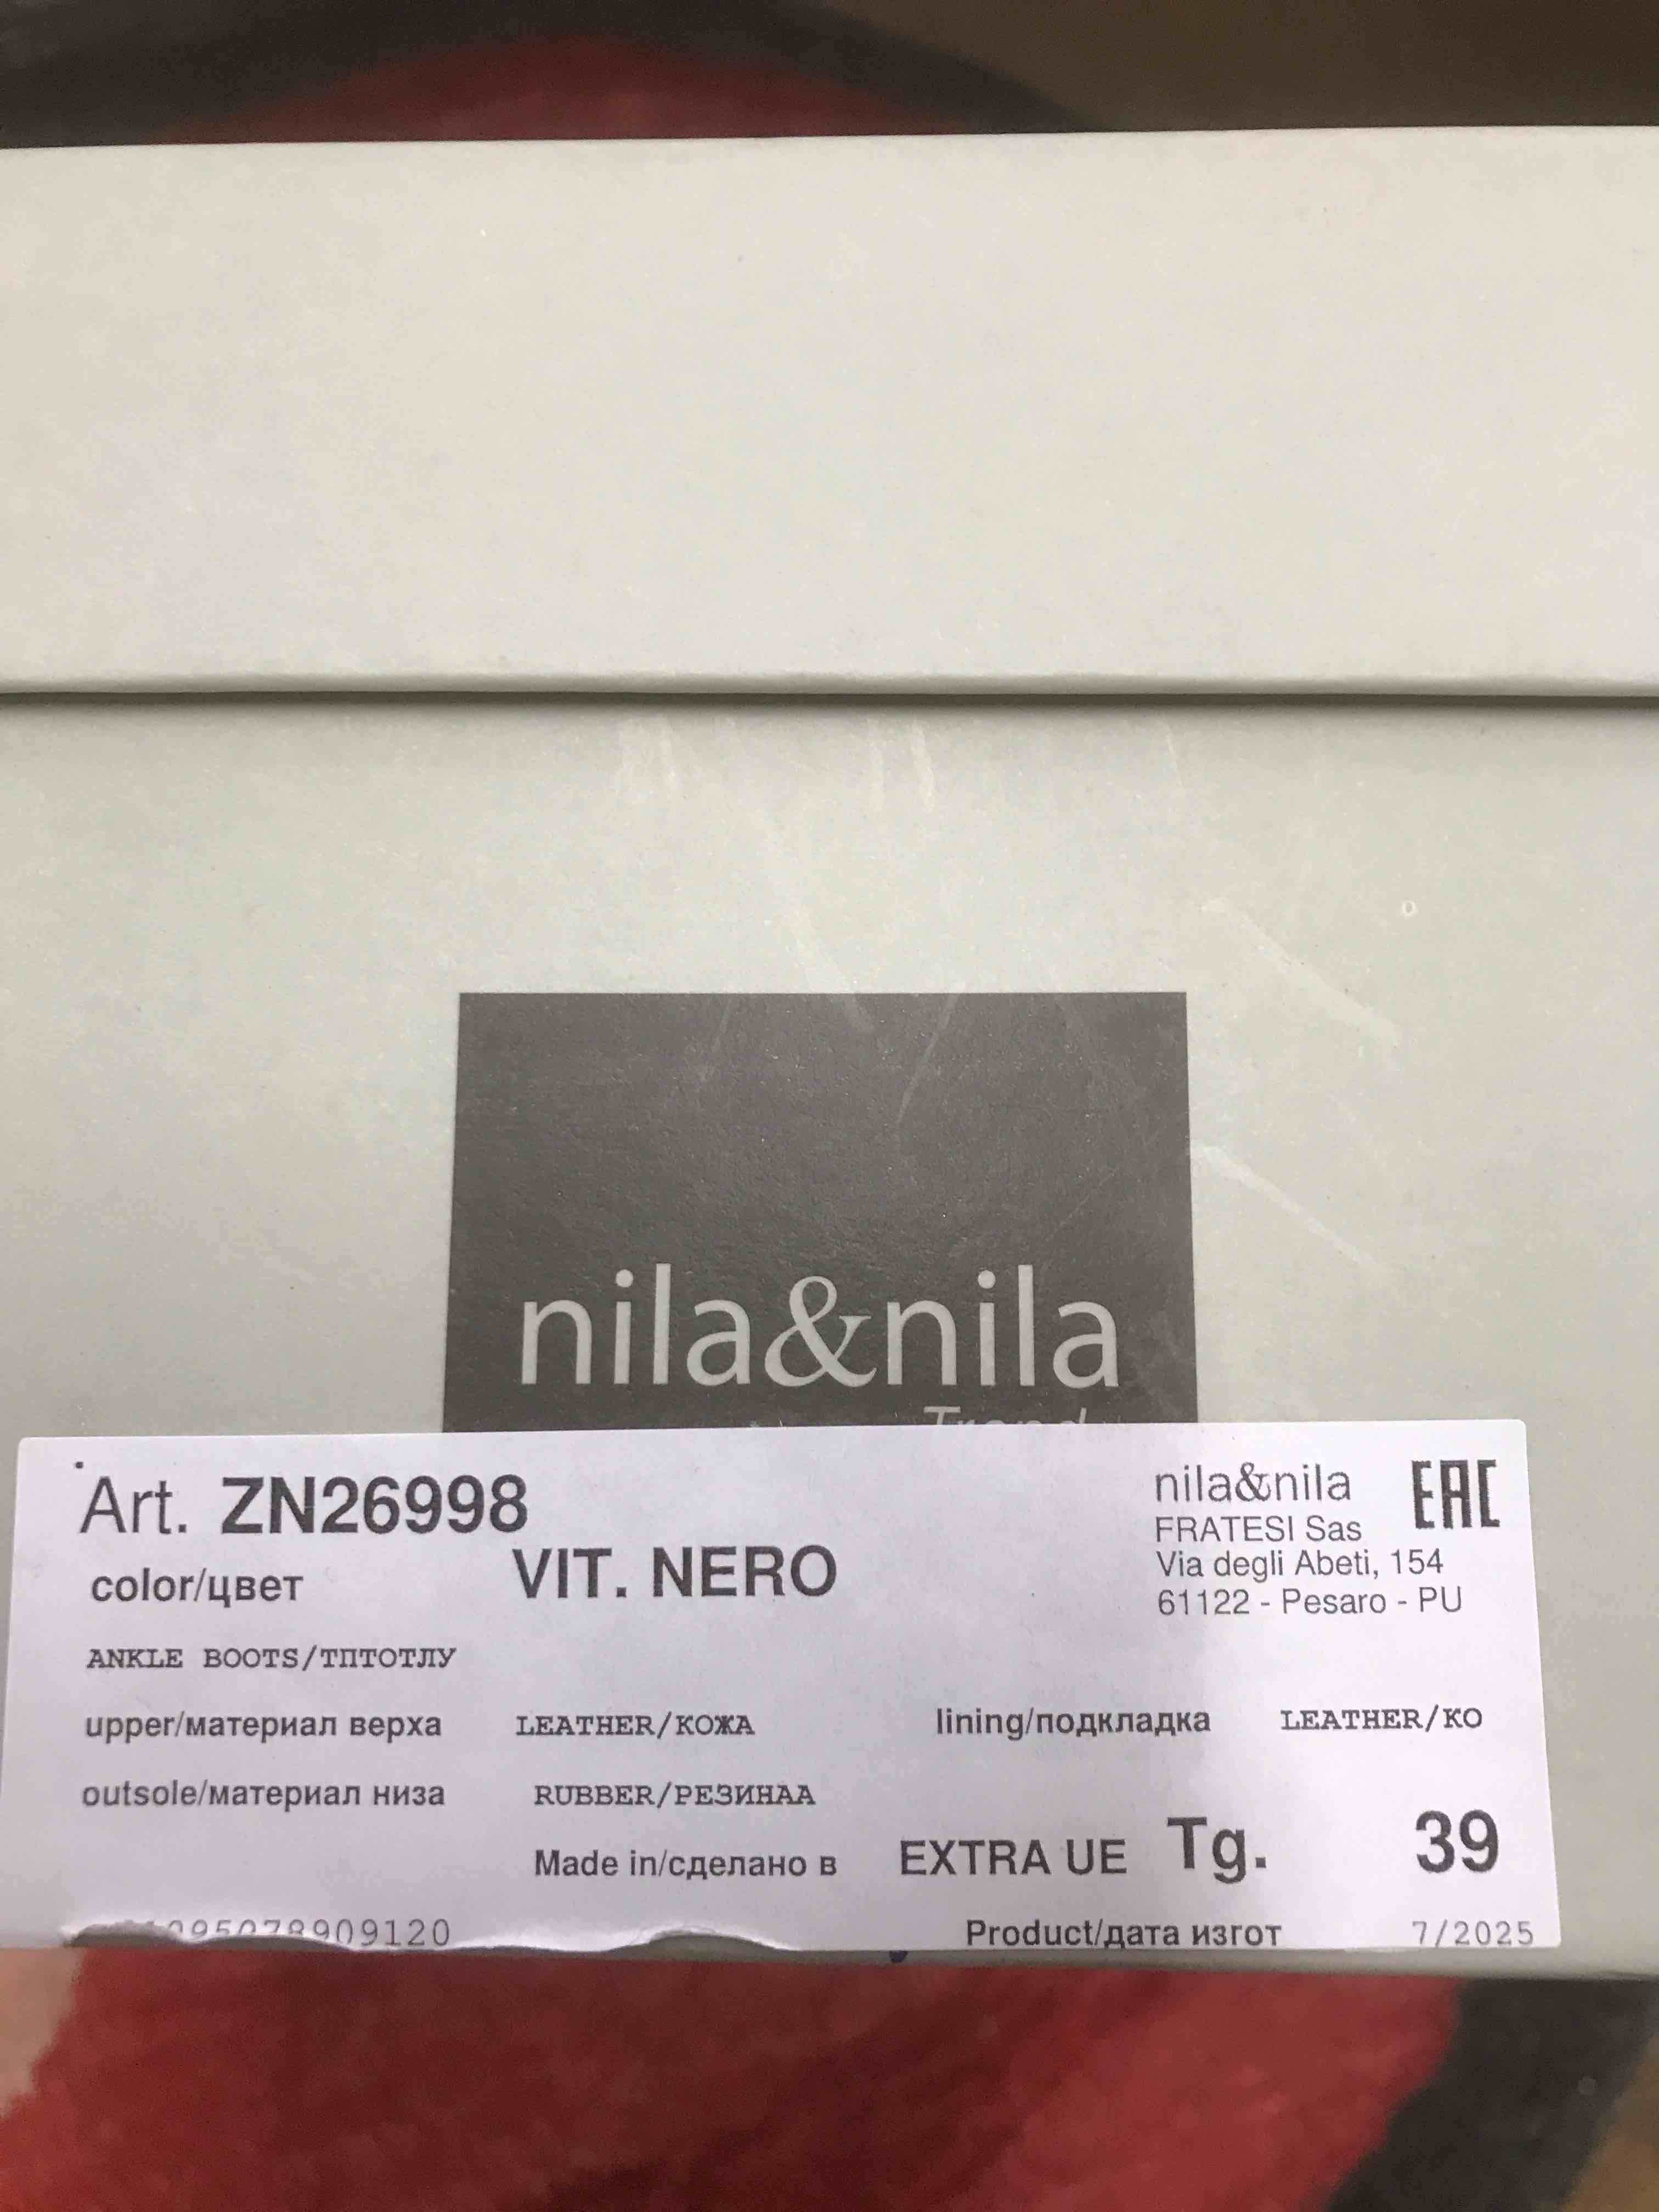 nila&nila
Art. ZN26998
color/цвет VIT. NERO
nila&nila EAC
FRATESI Sas
Via degli Abeti, 154
61122 - Pesaro - PU
ANKLE BOOTS/ТПТОТЛУ
upper/материал верха LEATHER/КОЖА lining/подкладка LEATHER/КО
outsole/материал низа RUBBER/РЕЗИНАА
Made in/сделано в EXTRA UE Tg. 39
Product/дата изгот 7/2025